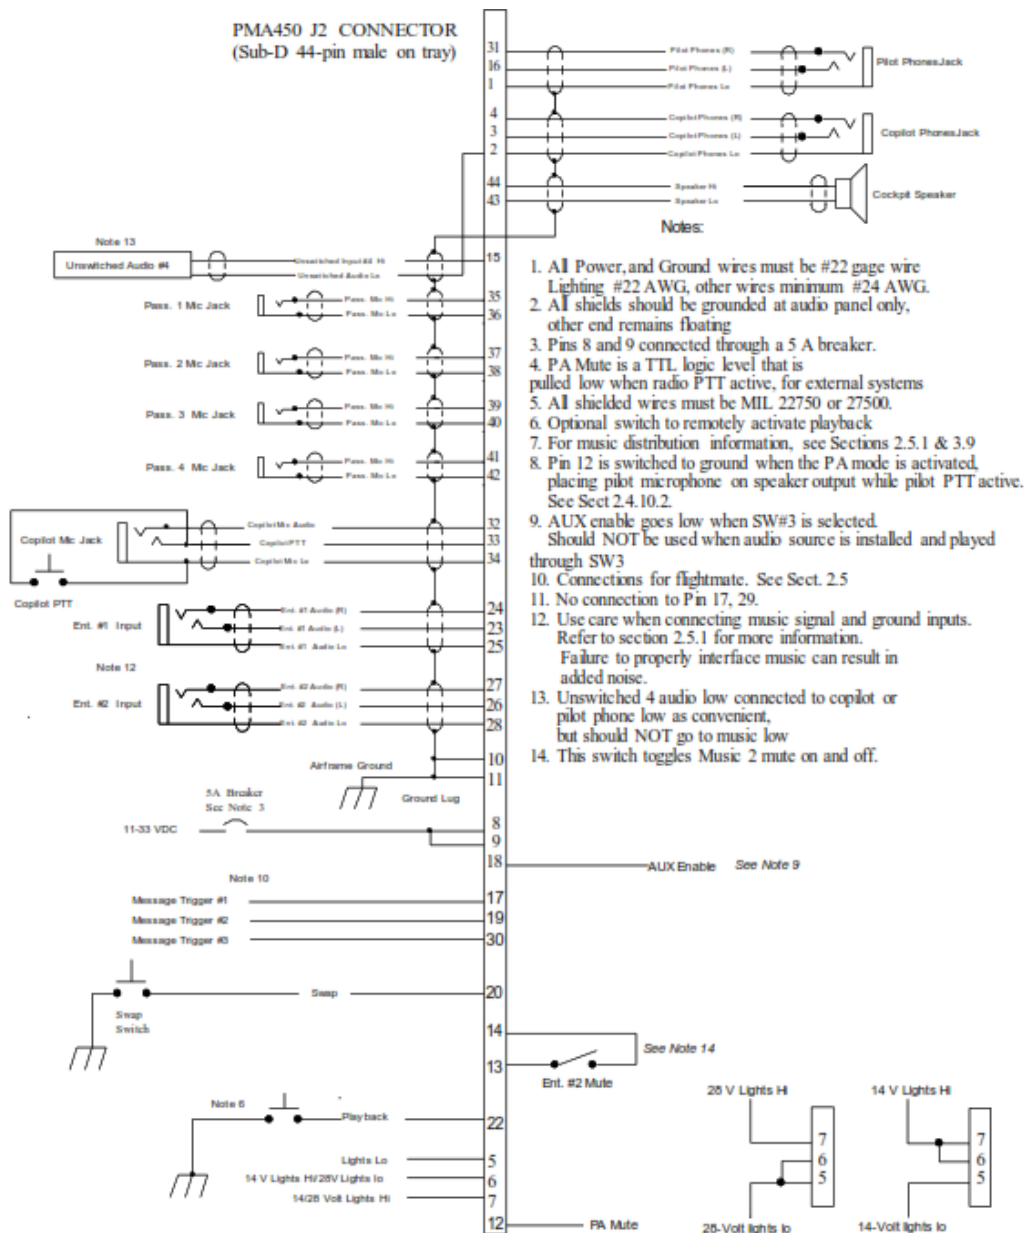 PMA450 J2 CONNECTOR
(Sub-D 44-pin male on tray)
31 Pilot Phones (R)
16 Pilot Phones (L)
1 Pilot Phones Lo
Pilot PhonesJack
4 Copilot Phones (R)
3 Copilot Phones (L)
2 Copilot Phones Lo
Copilot PhonesJack
44 Speaker Hi
43 Speaker Lo
Cockpit Speaker
Notes:
1. All Power,and Ground wires must be #22 gage wire
Lighting #22 AWG, other wires minimum #24 AWG.
2. All shields should be grounded at audio panel only,
other end remains floating
3. Pins 8 and 9 connected through a 5 A breaker.
4. PA Mute is a TTL logic level that is
pulled low when radio PTT active, for external systems
5. All shielded wires must be MIL 22750 or 27500.
6. Optional switch to remotely activate playback
7. For music distribution information, see Sections 2.5.1 & 3.9
8. Pin 12 is switched to ground when the PA mode is activated,
placing pilot microphone on speaker output while pilot PTT active.
See Sect 2.4.10.2.
9. AUX enable goes low when SW#3 is selected.
Should NOT be used when audio source is installed and played
through SW3
10. Connections for flightmate. See Sect. 2.5
11. No connection to Pin 17, 29.
12. Use care when connecting music signal and ground inputs.
Refer to section 2.5.1 for more information.
Failure to properly interface music can result in
added noise.
13. Unswitched 4 audio low connected to copilot or
pilot phone low as convenient,
but should NOT go to music low
14. This switch toggles Music 2 mute on and off.
Note 13
Unswitched Audio #4
Unswitched Input #4 Hi 15
Unswitched Audio Lo
Pass. 1 Mic Jack
Pass. Mic Hi 35
Pass. Mic Lo 36
Pass. 2 Mic Jack
Pass. Mic Hi 37
Pass. Mic Lo 38
Pass. 3 Mic Jack
Pass. Mic Hi 39
Pass. Mic Lo 40
Pass. 4 Mic Jack
Pass. Mic Hi 41
Pass. Mic Lo 42
Copilot Mic Jack
Copilot Mic Audio 32
Copilot PTT 33
Copilot Mic Lo 34
Copilot PTT
Ent. #1 Input
Ent. #1 Audio (R) 24
Ent. #1 Audio (L) 23
Ent. #1 Audio Lo 25
Note 12
Ent. #2 Input
Ent. #2 Audio (R) 27
Ent. #2 Audio (L) 26
Ent. #2 Audio Lo 28
Airframe Ground 10
11
Ground Lug
5A Breaker
See Note 3
11-33 VDC 8
9
18 AUX Enable See Note 9
Note 10
Message Trigger #1 17
Message Trigger #2 19
Message Trigger #3 30
Swap 20
Swap
Switch
14
See Note 14
13
Ent. #2 Mute
Note 6
Playback 22
Lights Lo 5
14 V Lights Hi/28V Lights lo 6
14/28 Volt Lights Hi 7
12 PA Mute
28 V Lights Hi
7
6
5
28-Volt lights lo
14 V Lights Hi
7
6
5
14-Volt lights lo